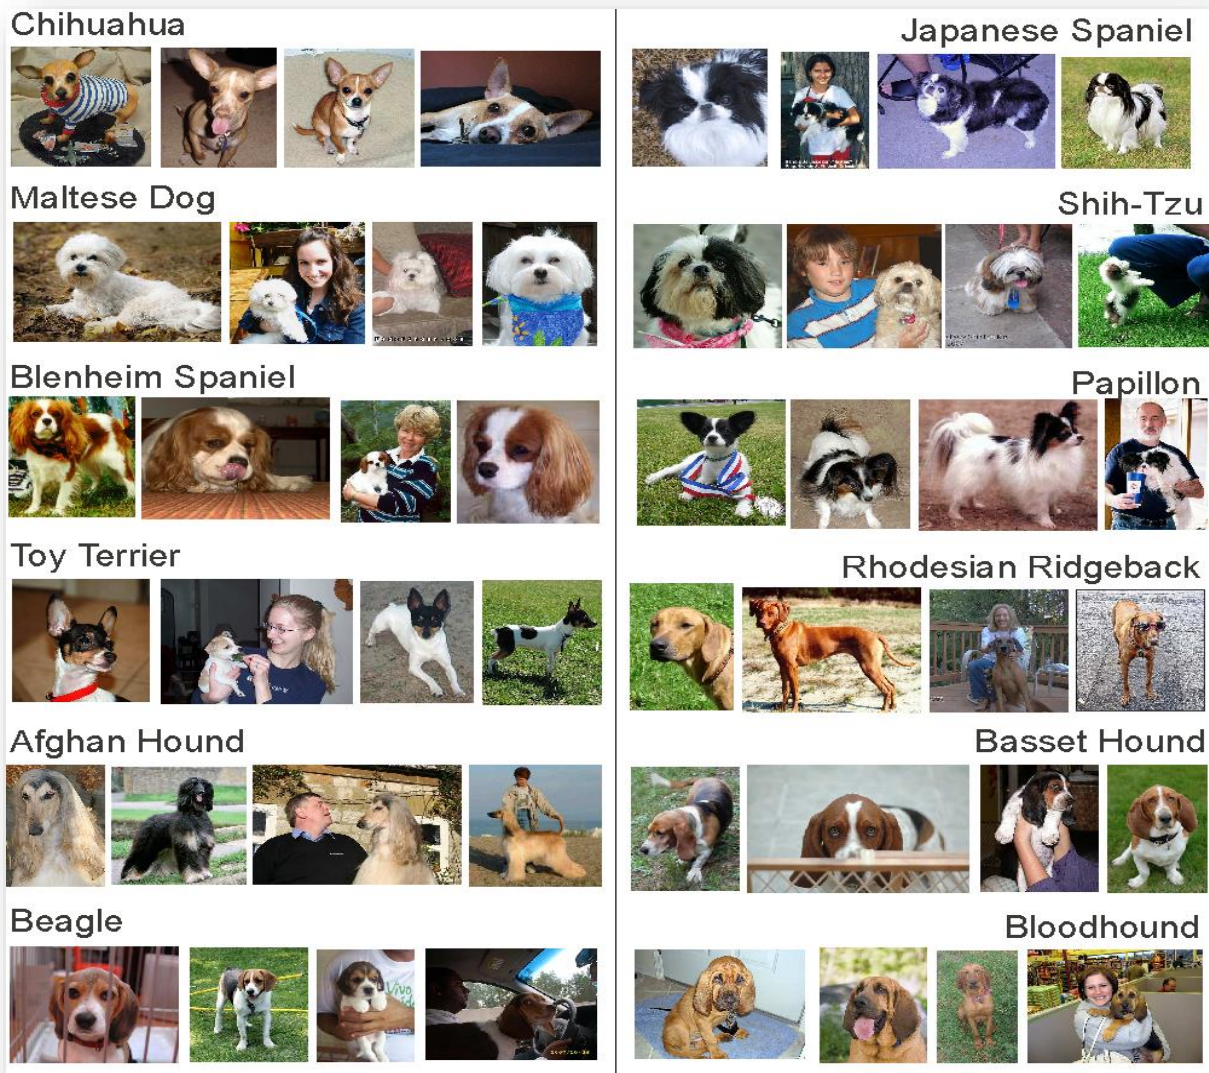 Chihuahua
Japanese Spaniel
Maltese Dog
Shih-Tzu
Blenheim Spaniel
Papillon
Toy Terrier
Rhodesian Ridgeback
Afghan Hound
Basset Hound
Beagle
Bloodhound
Vivo